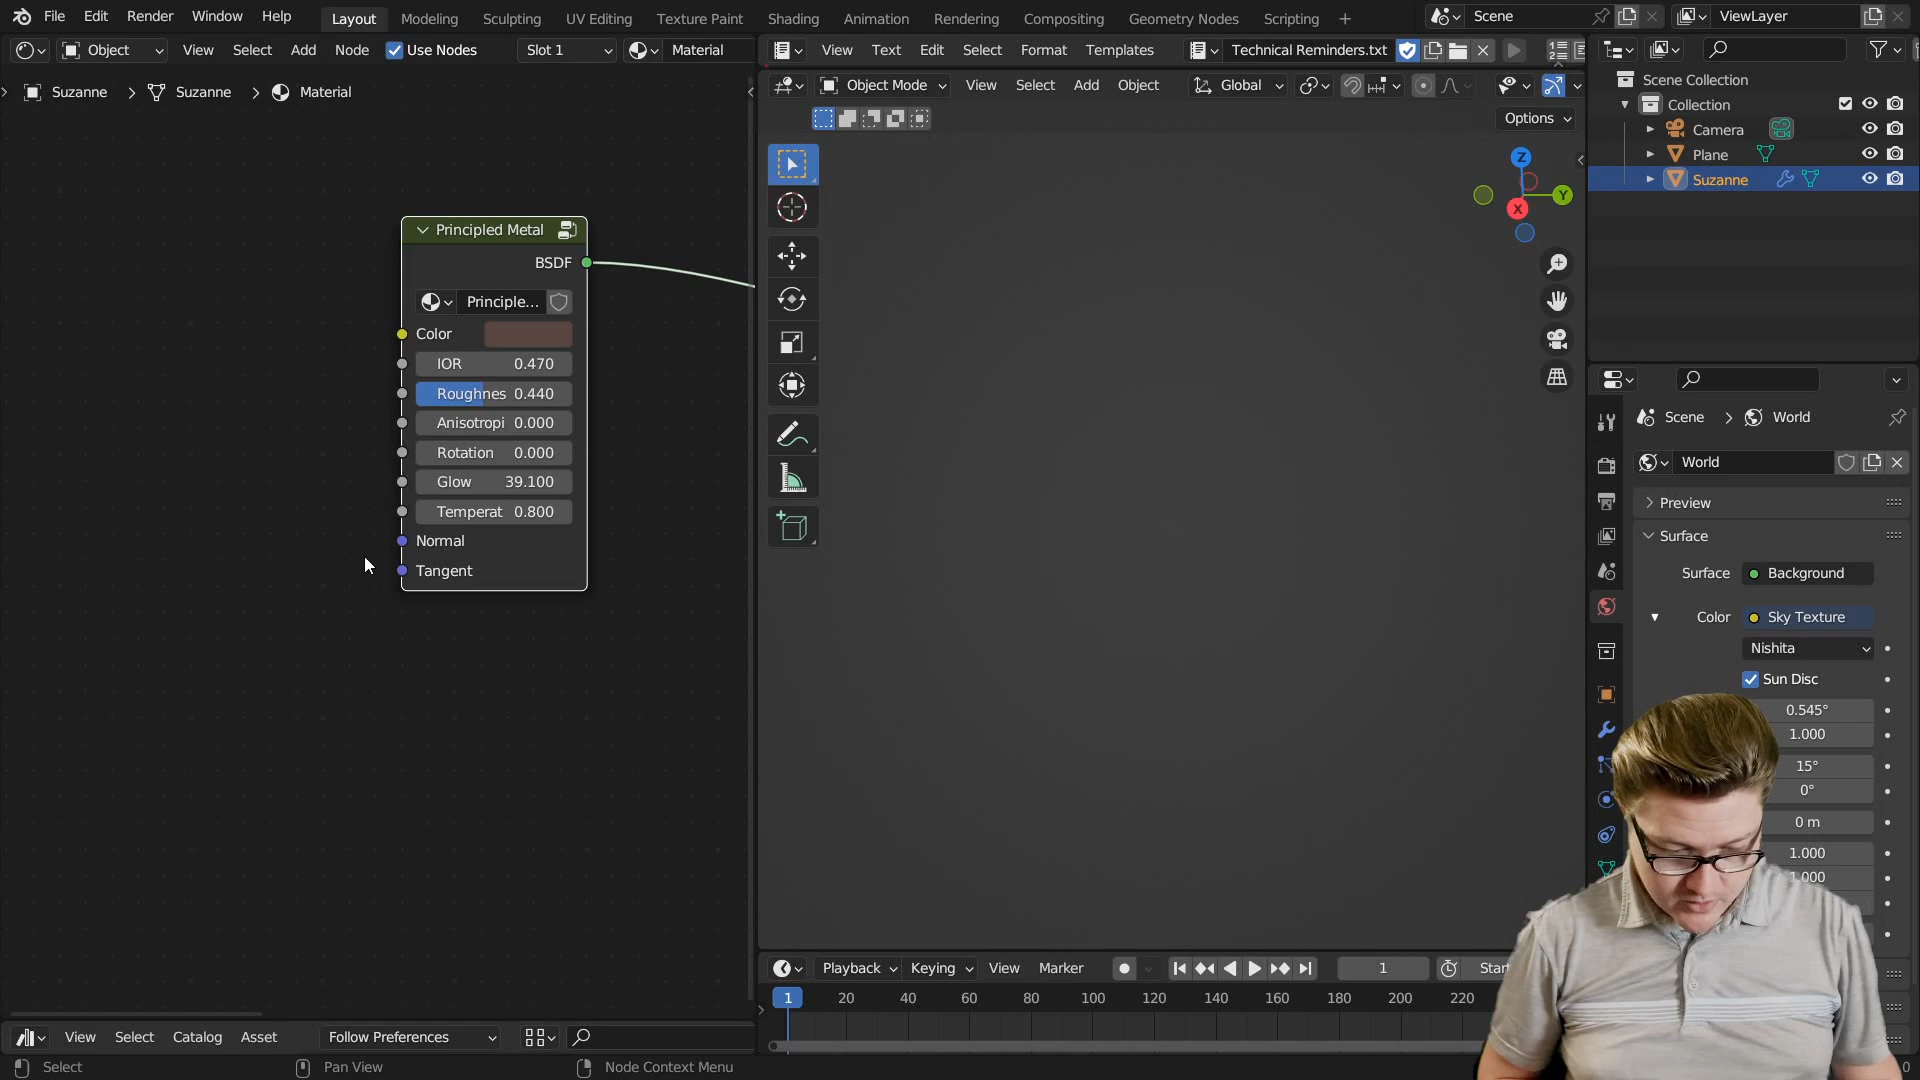 File Edit Render Window Help Layout Modeling Sculpting UV Editing Texture Paint Shading Animation Rendering Compositing Geometry Nodes Scripting + Scene ViewLayer
Object View Select Add Node Use Nodes Slot 1 Material
View Text Edit Select Format Templates Technical Reminders.txt
Suzanne > Suzanne > Material
Object Mode View Select Add Object Global
Options
Z
Y
X
Scene Collection
Collection
Camera
Plane
Suzanne
Principled Metal
BSDF
Principle...
Color
IOR 0.470
Roughnes 0.440
Anisotropi 0.000
Rotation 0.000
Glow 39.100
Temperat 0.800
Normal
Tangent
Scene > World
World
Preview
Surface
Surface Background
Color Sky Texture
Nishita
Sun Disc
0.545°
1.000
15°
0°
0 m
1.000
1.000
Playback Keying View Marker 1 Start
1 20 40 60 80 100 120 140 160 180 200 220
View Select Catalog Asset Follow Preferences
Select Pan View Node Context Menu